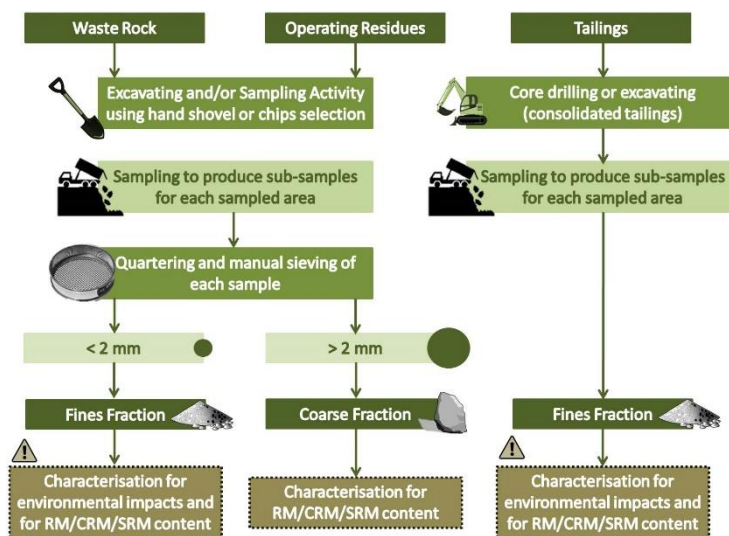 Waste Rock
Operating Residues
Tailings
Excavating and/or Sampling Activity
using hand shovel or chips selection
Core drilling or excavating
(consolidated tailings)
Sampling to produce sub-samples
for each sampled area
Sampling to produce sub-samples
for each sampled area
Quartering and manual sieving of
each sample
< 2 mm
> 2 mm
Fines Fraction
Coarse Fraction
Fines Fraction
Characterisation for
environmental impacts and
for RM/CRM/SRM content
Characterisation for
RM/CRM/SRM content
Characterisation for
environmental impacts and
for RM/CRM/SRM content